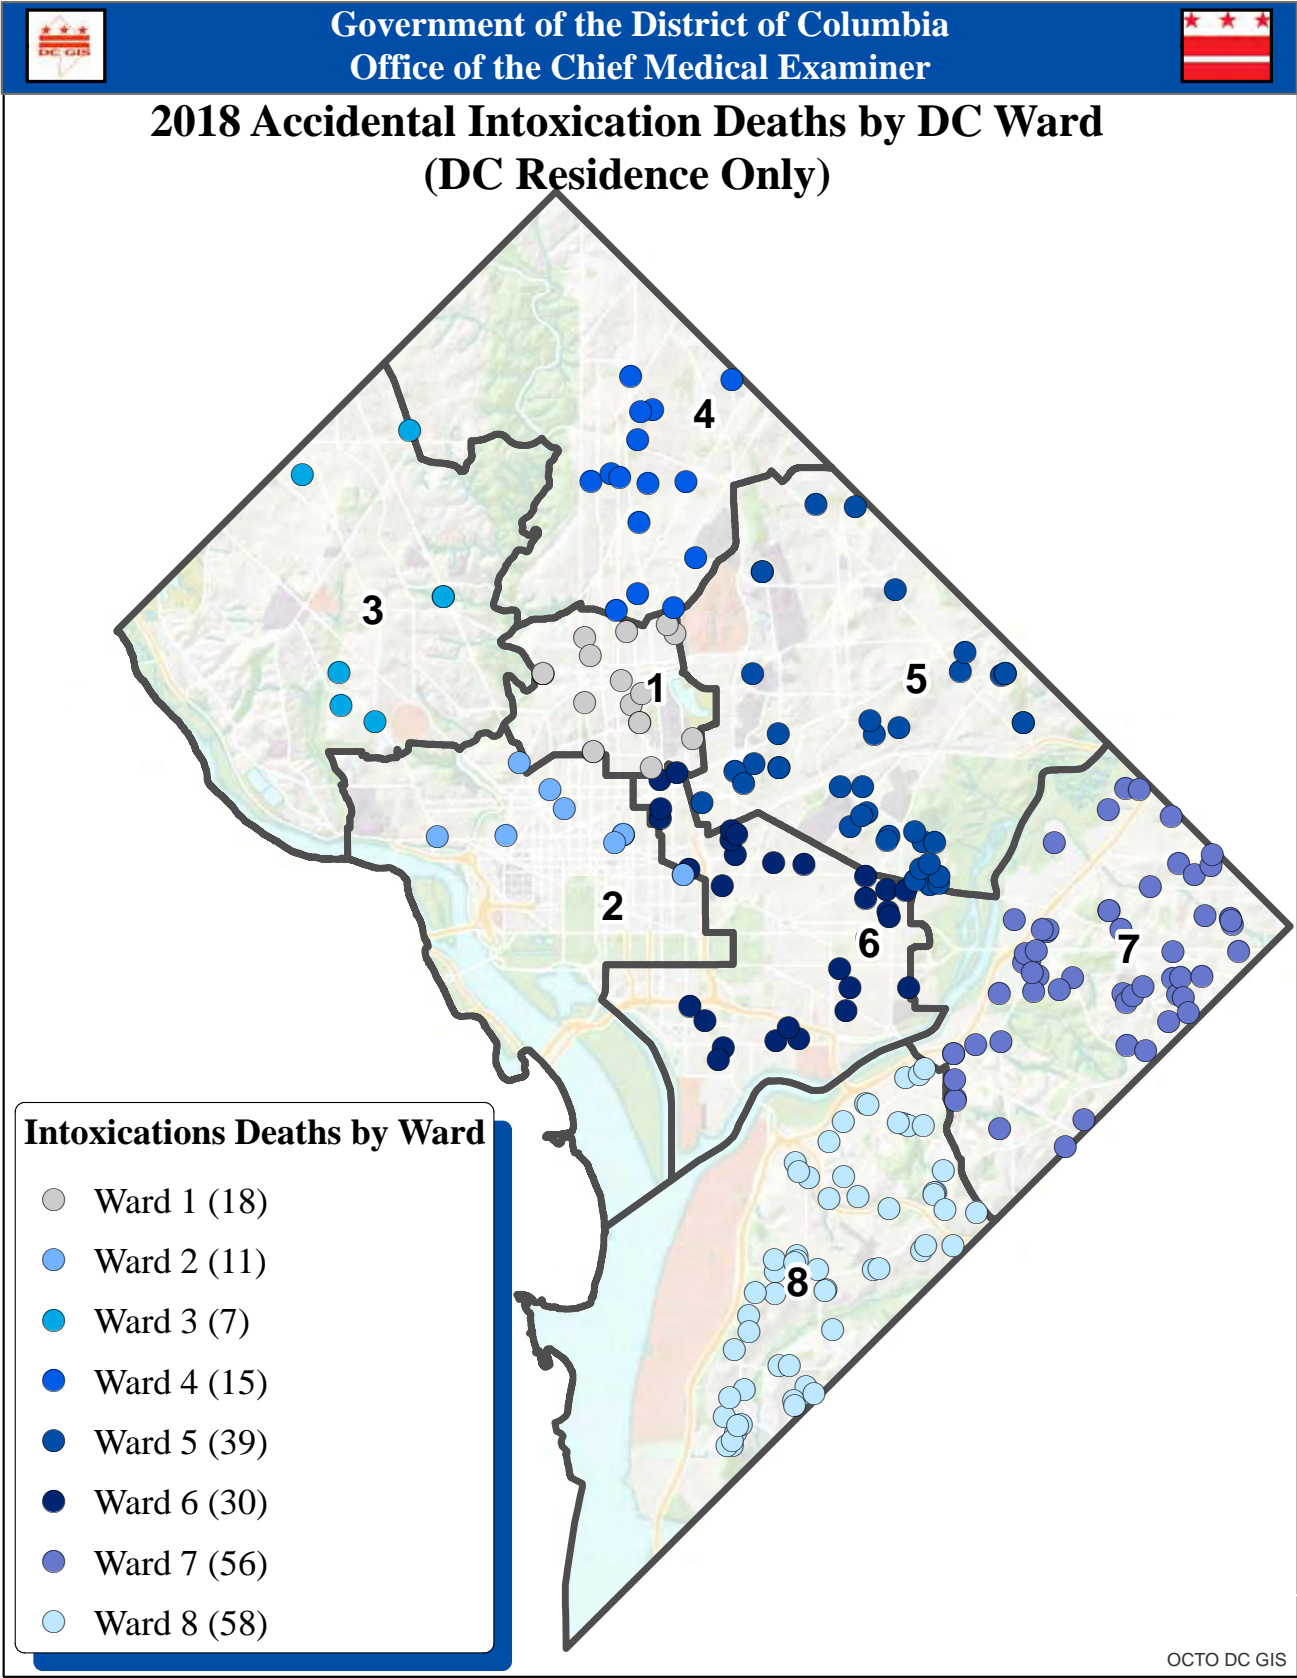 Government of the District of Columbia
Office of the Chief Medical Examiner
DC GIS
2018 Accidental Intoxication Deaths by DC Ward
(DC Residence Only)
4
3
1
5
2
6
7
8
Intoxications Deaths by Ward
Ward 1 (18)
Ward 2 (11)
Ward 3 (7)
Ward 4 (15)
Ward 5 (39)
Ward 6 (30)
Ward 7 (56)
Ward 8 (58)
OCTO DC GIS